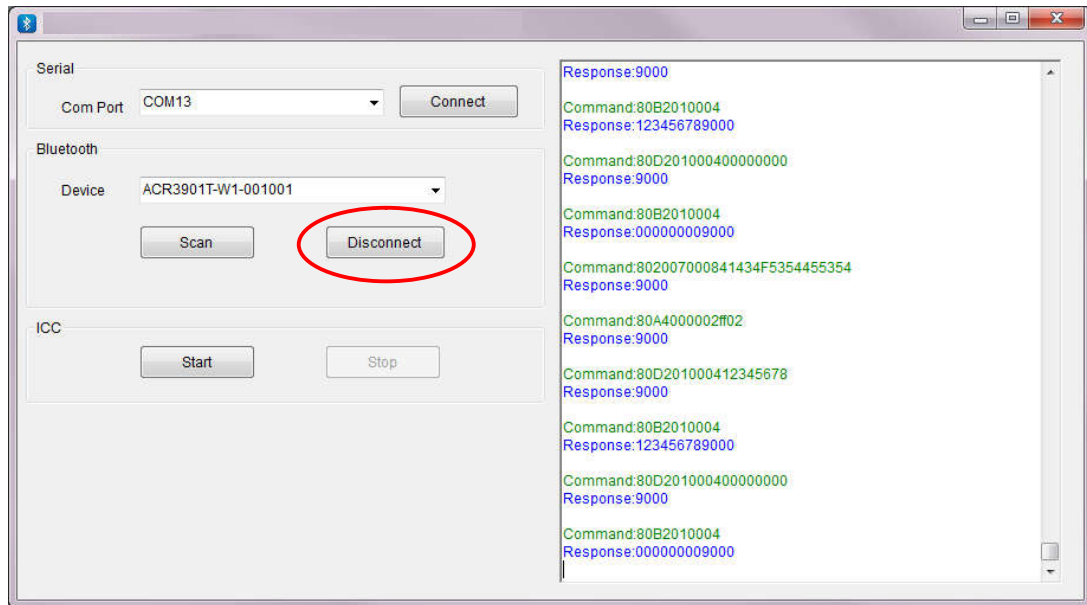 Serial
Com Port COM13 Connect
Bluetooth
Device ACR3901T-W1-001001
Scan Disconnect
ICC
Start Stop
Response:9000
Command:80B2010004
Response:123456789000
Command:80D201000400000000
Response:9000
Command:80B2010004
Response:000000009000
Command:802007000841434F5354455354
Response:9000
Command:80A4000002ff02
Response:9000
Command:80D201000412345678
Response:9000
Command:80B2010004
Response:123456789000
Command:80D201000400000000
Response:9000
Command:80B2010004
Response:000000009000